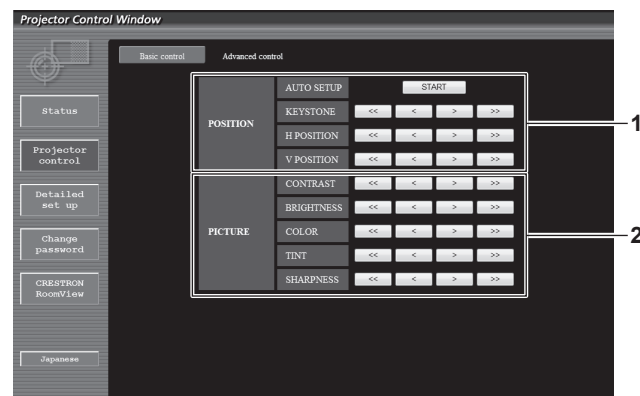 Projector Control Window
Basic control Advanced control
Status
Projector control
Detailed set up
Change password
CRESTRON RoomView
Japanese
POSITION
AUTO SETUP START
KEYSTONE << < > >>
H POSITION << < > >>
V POSITION << < > >>
1
PICTURE
CONTRAST << < > >>
BRIGHTNESS << < > >>
COLOR << < > >>
TINT << < > >>
SHARPNESS << < > >>
2